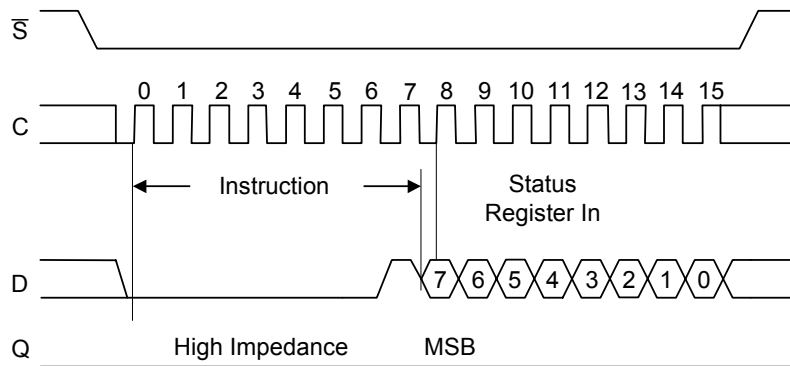 S̅
0 1 2 3 4 5 6 7 8 9 10 11 12 13 14 15
C
Instruction Status
Register In
D 7 6 5 4 3 2 1 0
Q High Impedance MSB